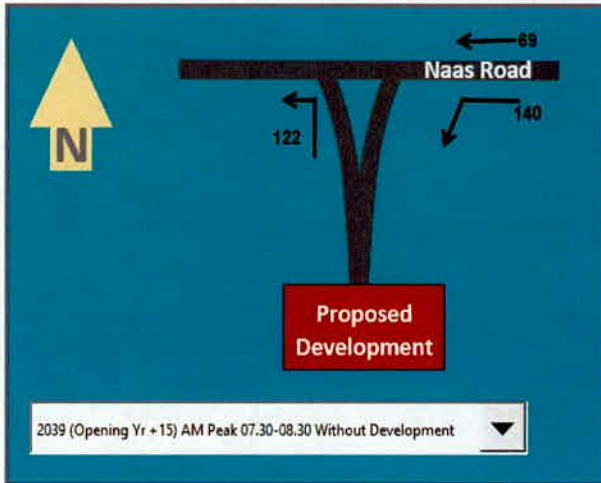 69
Naas Road
140
122
N
Proposed
Development
2039 (Opening Yr +15) AM Peak 07.30-08.30 Without Development